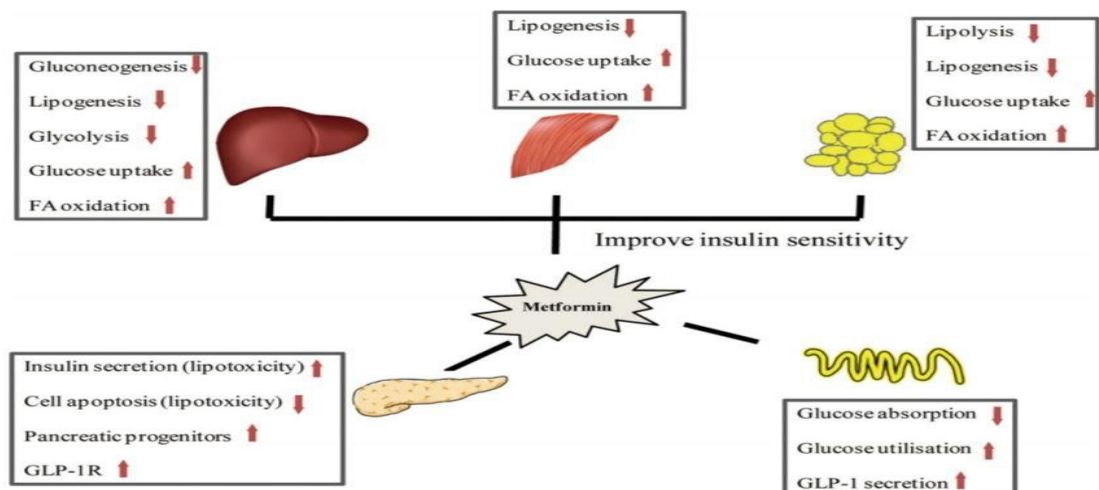 Gluconeogenesis
Lipogenesis
Glycolysis
Glucose uptake
FA oxidation
Lipogenesis
Glucose uptake
FA oxidation
Lipolysis
Lipogenesis
Glucose uptake
FA oxidation
Improve insulin sensitivity
Metformin
Insulin secretion (lipotoxicity)
Cell apoptosis (lipotoxicity)
Pancreatic progenitors
GLP-1R
Glucose absorption
Glucose utilisation
GLP-1 secretion